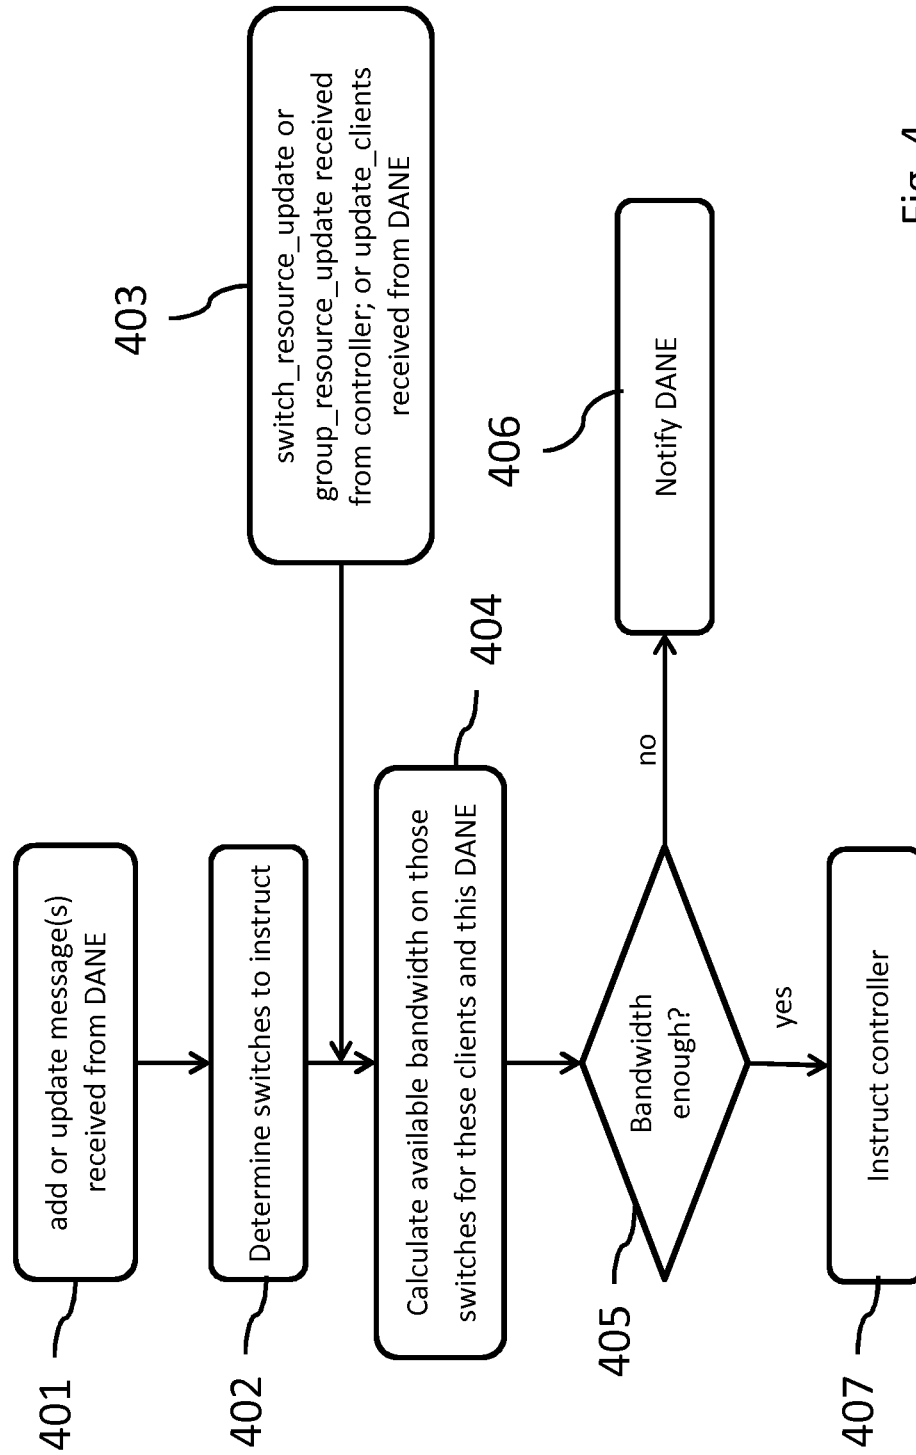 401
add or update message(s)
received from DANE
402
Determine switches to instruct
403
switch_resource_update or
group_resource_update received
from controller; or update_clients
received from DANE
404
Calculate available bandwidth on those
switches for these clients and this DANE
405
Bandwidth
enough?
no
406
Notify DANE
yes
407
Instruct controller
Fig. 4